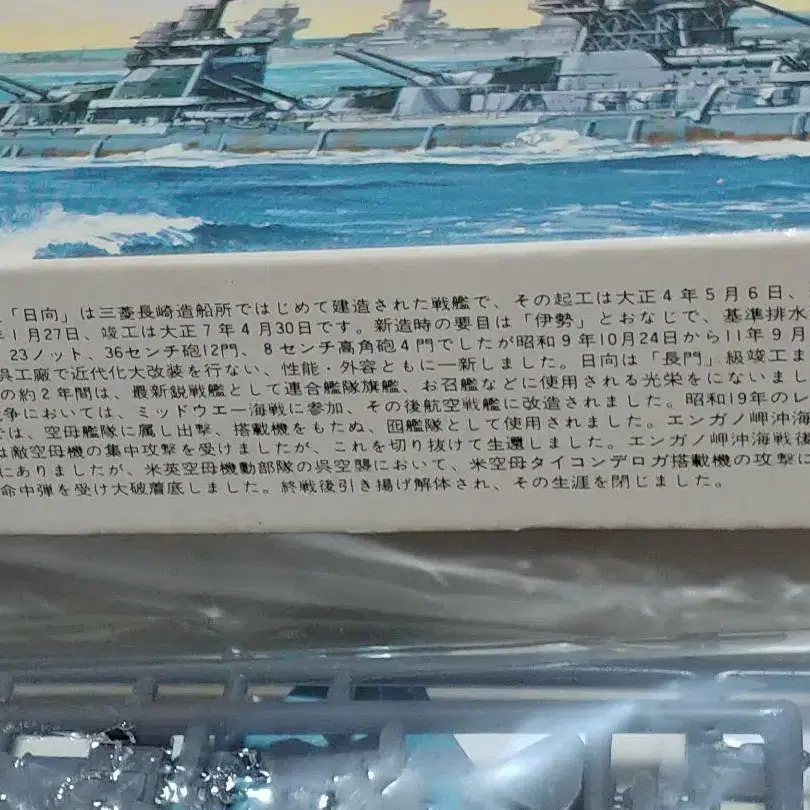 「日向」は三菱長崎造船所ではじめて建造された戦艦で、その起工は大正4年5月6日、
1月27日、竣工は大正7年4月30日です。新造時の要目は「伊勢」とおなじで、基準排水
23ノット、36センチ砲12門、8センチ高角砲4門でしたが昭和9年10月24日から11年9月
呉工廠で近代化大改装を行ない、性能・外容ともに一新しました。日向は「長門」級竣工ま
の約2年間は、最新鋭戦艦として連合艦隊旗艦、お召艦などに使用される光栄をにないまし
争においては、ミッドウエー海戦に参加、その後航空戦艦に改造されました。昭和19年のレ
は、空母艦隊に属し出撃、搭載機をもたぬ、囮艦隊として使用されました。エンガノ岬沖海
は敵空母機の集中攻撃を受けましたが、これを切り抜けて生還しました。エンガノ岬沖海戦後
にありましたが、米英空母機動部隊の呉空襲において、米空母タイコンデロガ搭載機の攻撃に
命中弾を受け大破着底しました。終戦後引き揚げ解体され、その生涯を閉じました。